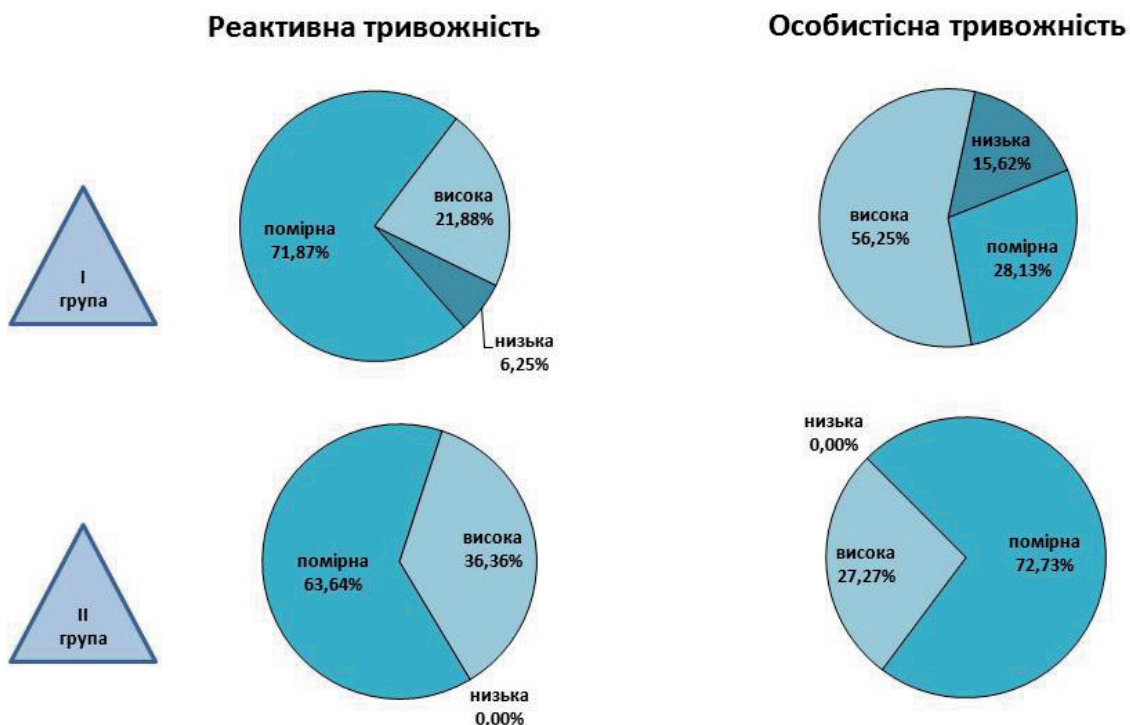 Реактивна тривожність
Особистісна тривожність
I
група
помірна
71,87%
висока
21,88%
низька
6,25%
висока
56,25%
низька
15,62%
помірна
28,13%
II
група
помірна
63,64%
висока
36,36%
низька
0,00%
низька
0,00%
висока
27,27%
помірна
72,73%